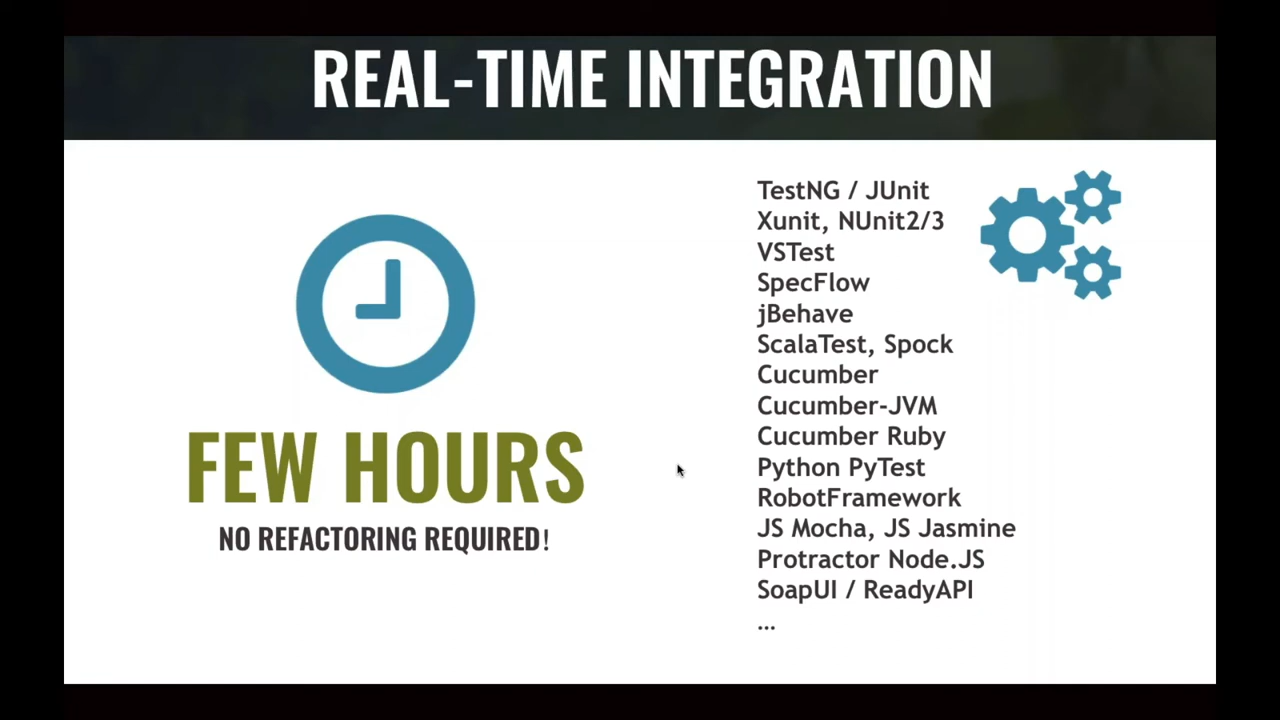 REAL-TIME INTEGRATION
FEW HOURS
NO REFACTORING REQUIRED!
TestNG / JUnit
Xunit, NUnit2/3
VSTest
SpecFlow
jBehave
ScalaTest, Spock
Cucumber
Cucumber-JVM
Cucumber Ruby
Python PyTest
RobotFramework
JS Mocha, JS Jasmine
Protractor Node.JS
SoapUI / ReadyAPI
...